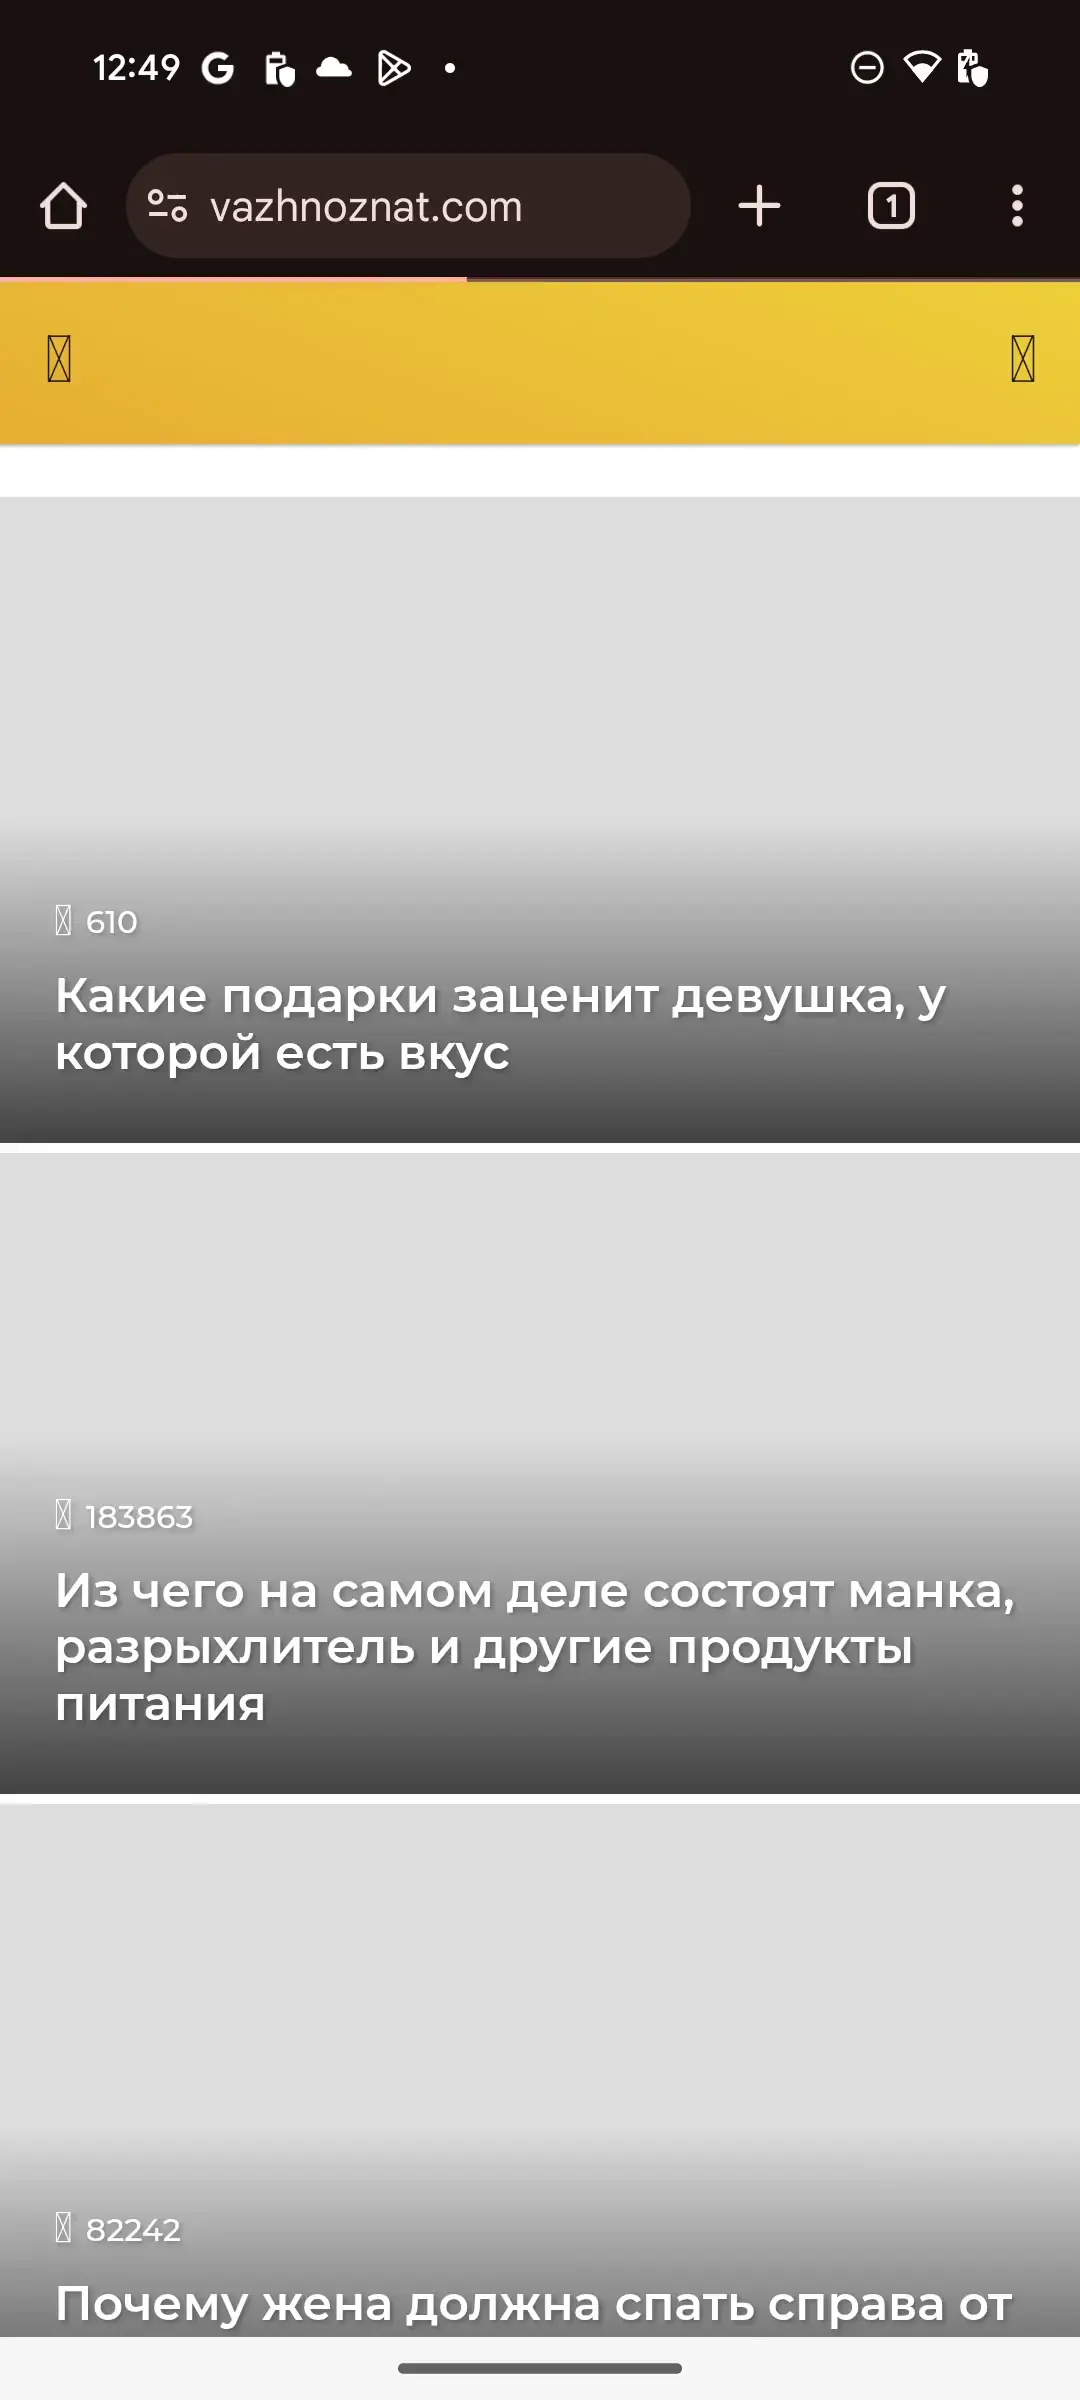 12:49
vazhnoznat.com
1
610
Какие подарки заценит девушка, у
которой есть вкус
183863
Из чего на самом деле состоят манка,
разрыхлитель и другие продукты
питания
82242
Почему жена должна спать справа от